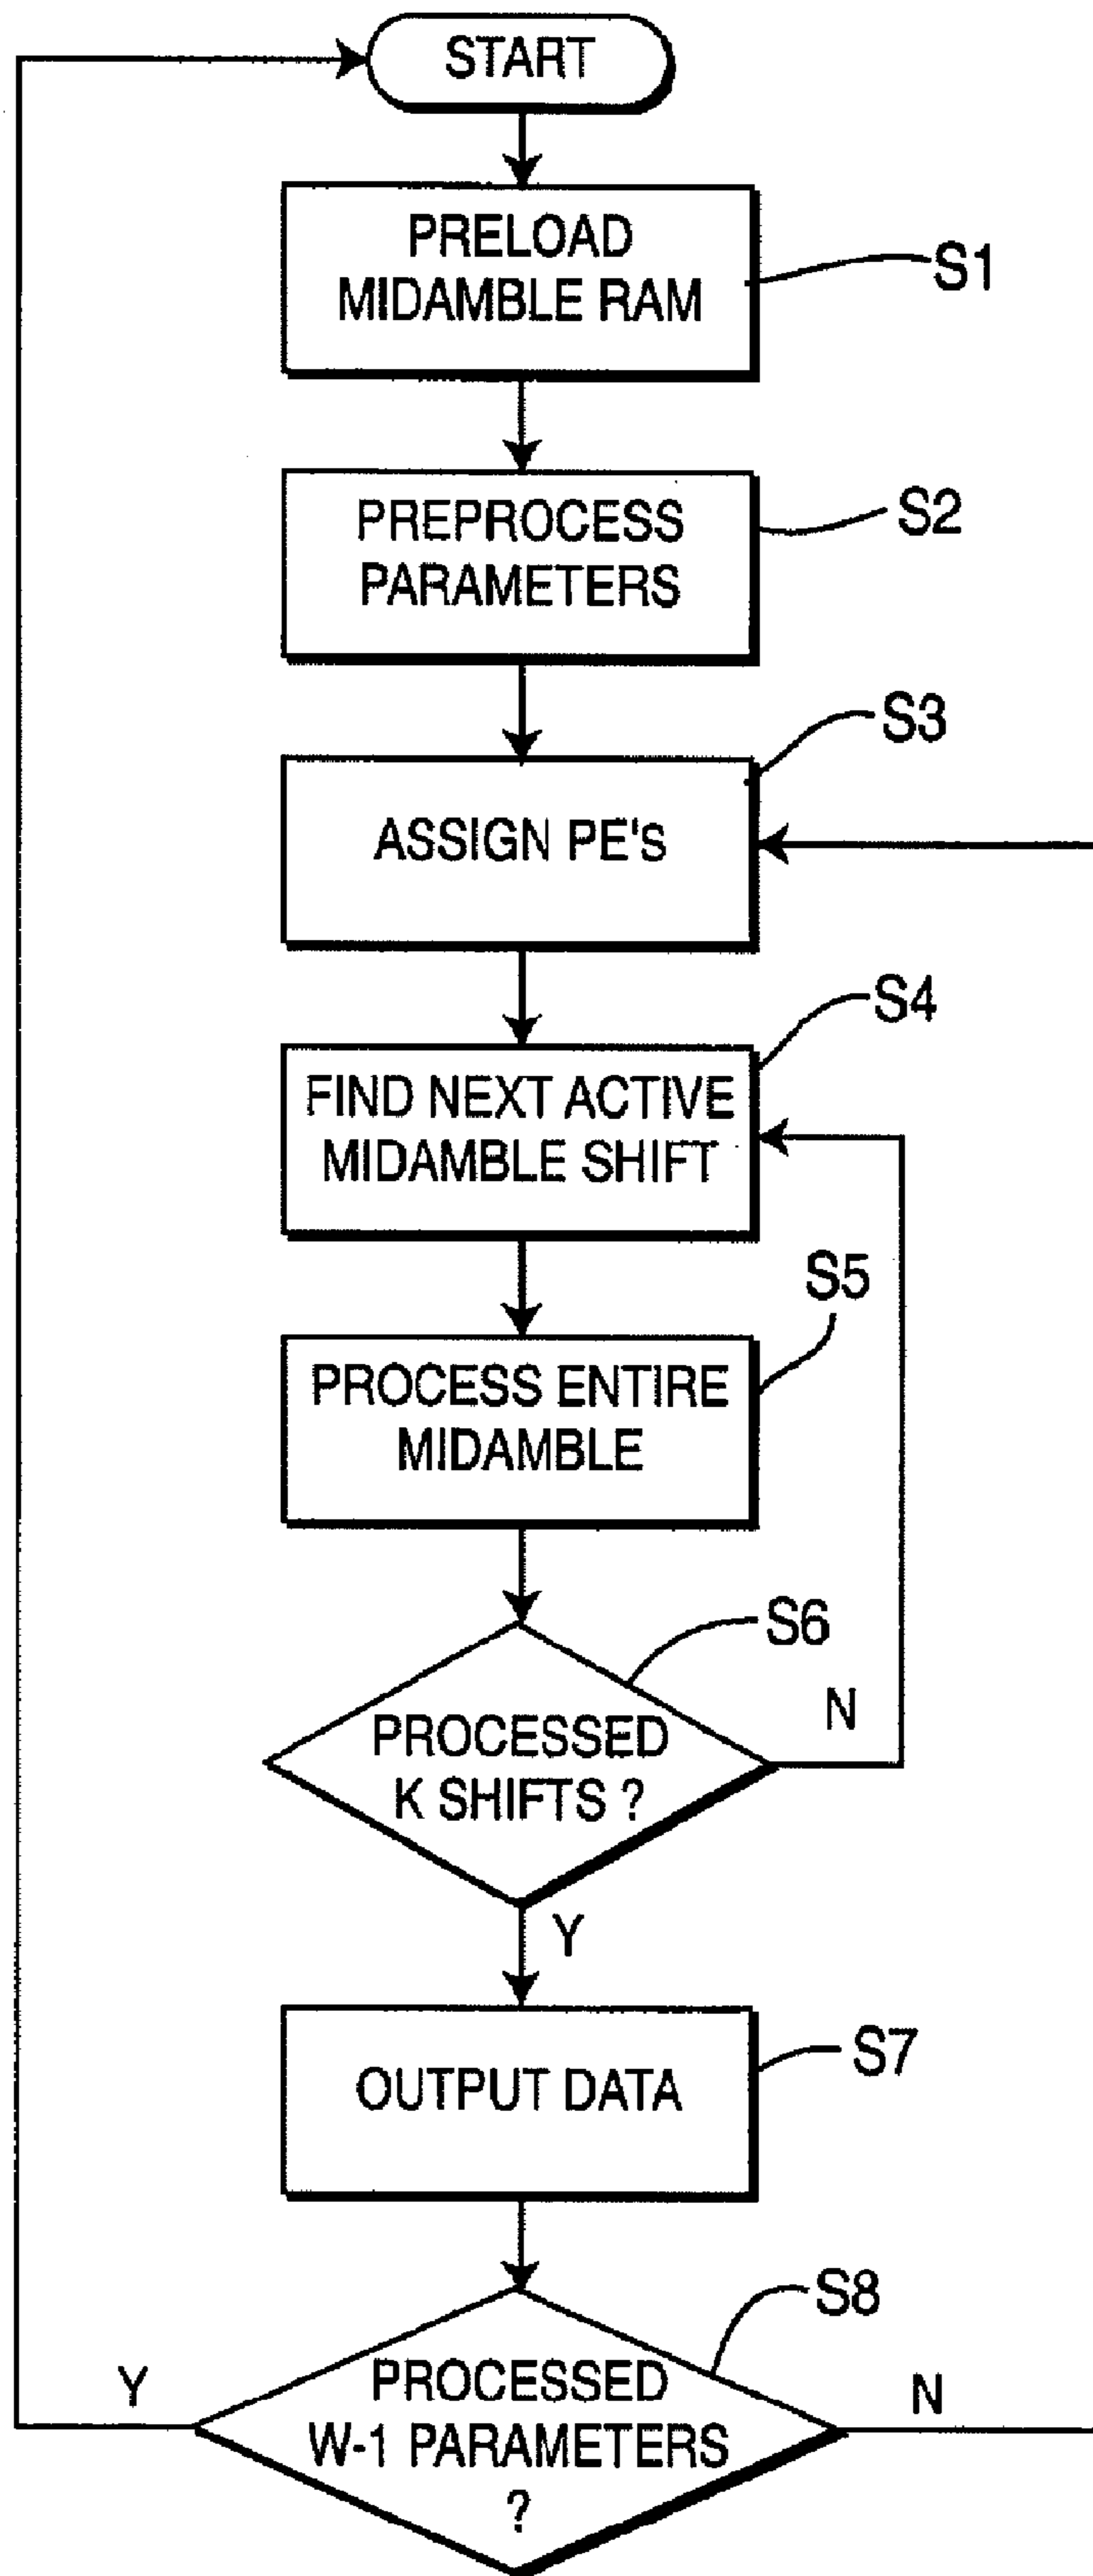 START
PRELOAD
MIDAMBLE RAM
S1
PREPROCESS
PARAMETERS
S2
S3
ASSIGN PE's
S4
FIND NEXT ACTIVE
MIDAMBLE SHIFT
S5
PROCESS ENTIRE
MIDAMBLE
S6
PROCESSED
K SHIFTS ?
N
Y
OUTPUT DATA
S7
S8
Y
PROCESSED
W-1 PARAMETERS
?
N